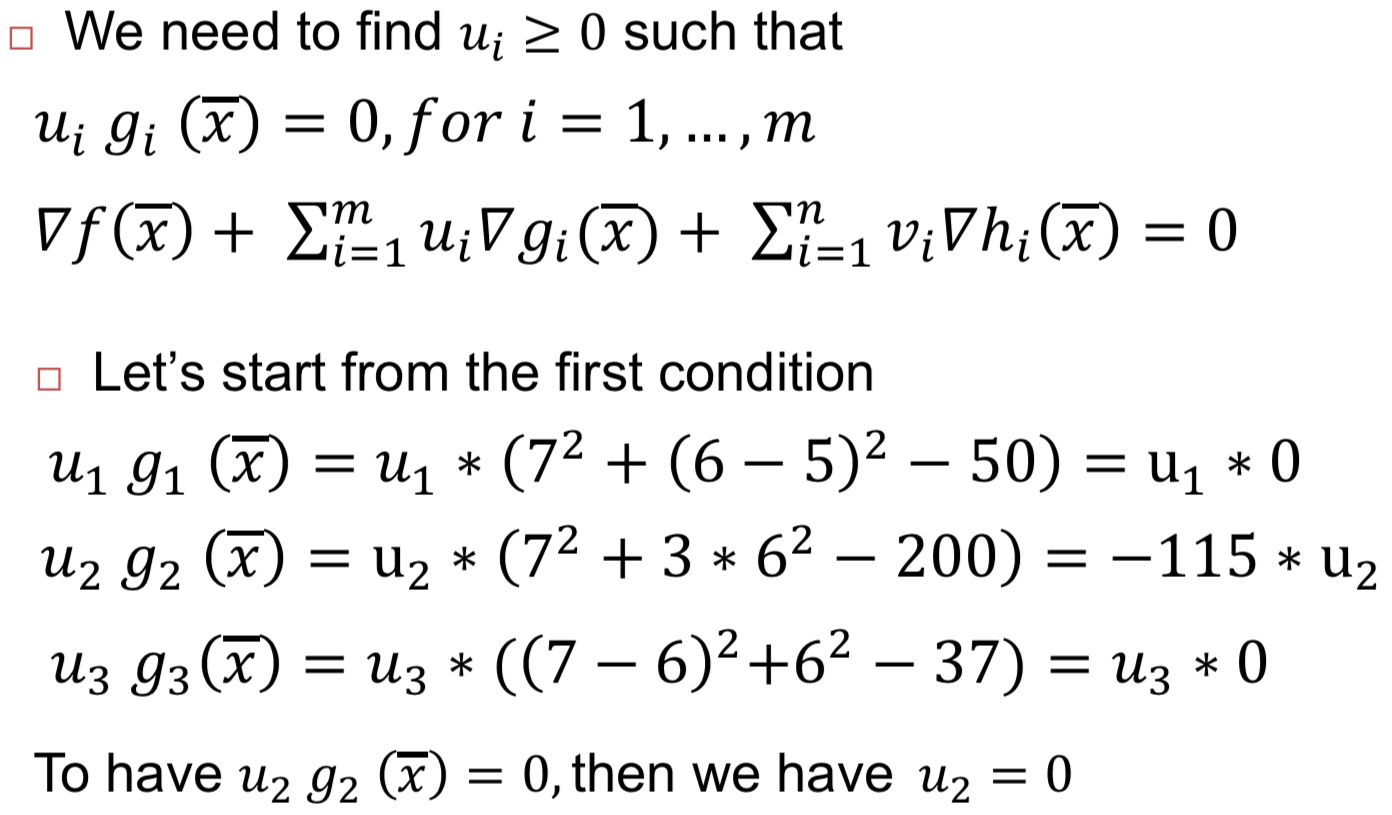 □ We need to find uᵢ ≥ 0 such that
uᵢ gᵢ (x̅) = 0, for i = 1, … , m
∇f(x̅) + ∑ᵢ₌₁ᵐ uᵢ∇gᵢ(x̅) + ∑ᵢ₌₁ⁿ vᵢ∇hᵢ(x̅) = 0
□ Let’s start from the first condition
u₁ g₁ (x̅) = u₁ * (7² + (6 − 5)² − 50) = u₁ * 0
u₂ g₂ (x̅) = u₂ * (7² + 3 * 6² − 200) = −115 * u₂
u₃ g₃(x̅) = u₃ * ((7 − 6)²+6² − 37) = u₃ * 0
To have u₂ g₂ (x̅) = 0, then we have u₂ = 0